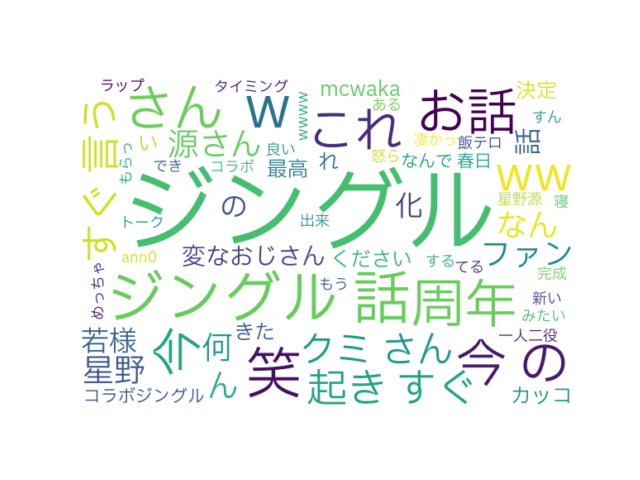 ラップ
タイミング
mcwaka
決定
さん
w
wwww
これ
ある
お話
すん
言っ
い
源さん
良い
れ
怒ら
凄かっ
飯テロ
話
もらっ
でき
コラボ
最高
なんで
春日
ww
すぐ
ジングル
の
化
星野源
寝
トーク
出来
なん
ann0
変なおじさん
ください
する
てる
ファン
完成
めっちゃ
ジングル 話
もう
周年
新い
みたい
若様
今
何
きた
クミ さん
今 の
一人二役
星野
笑
コラボジングル
ん
起き すぐ
カッコ